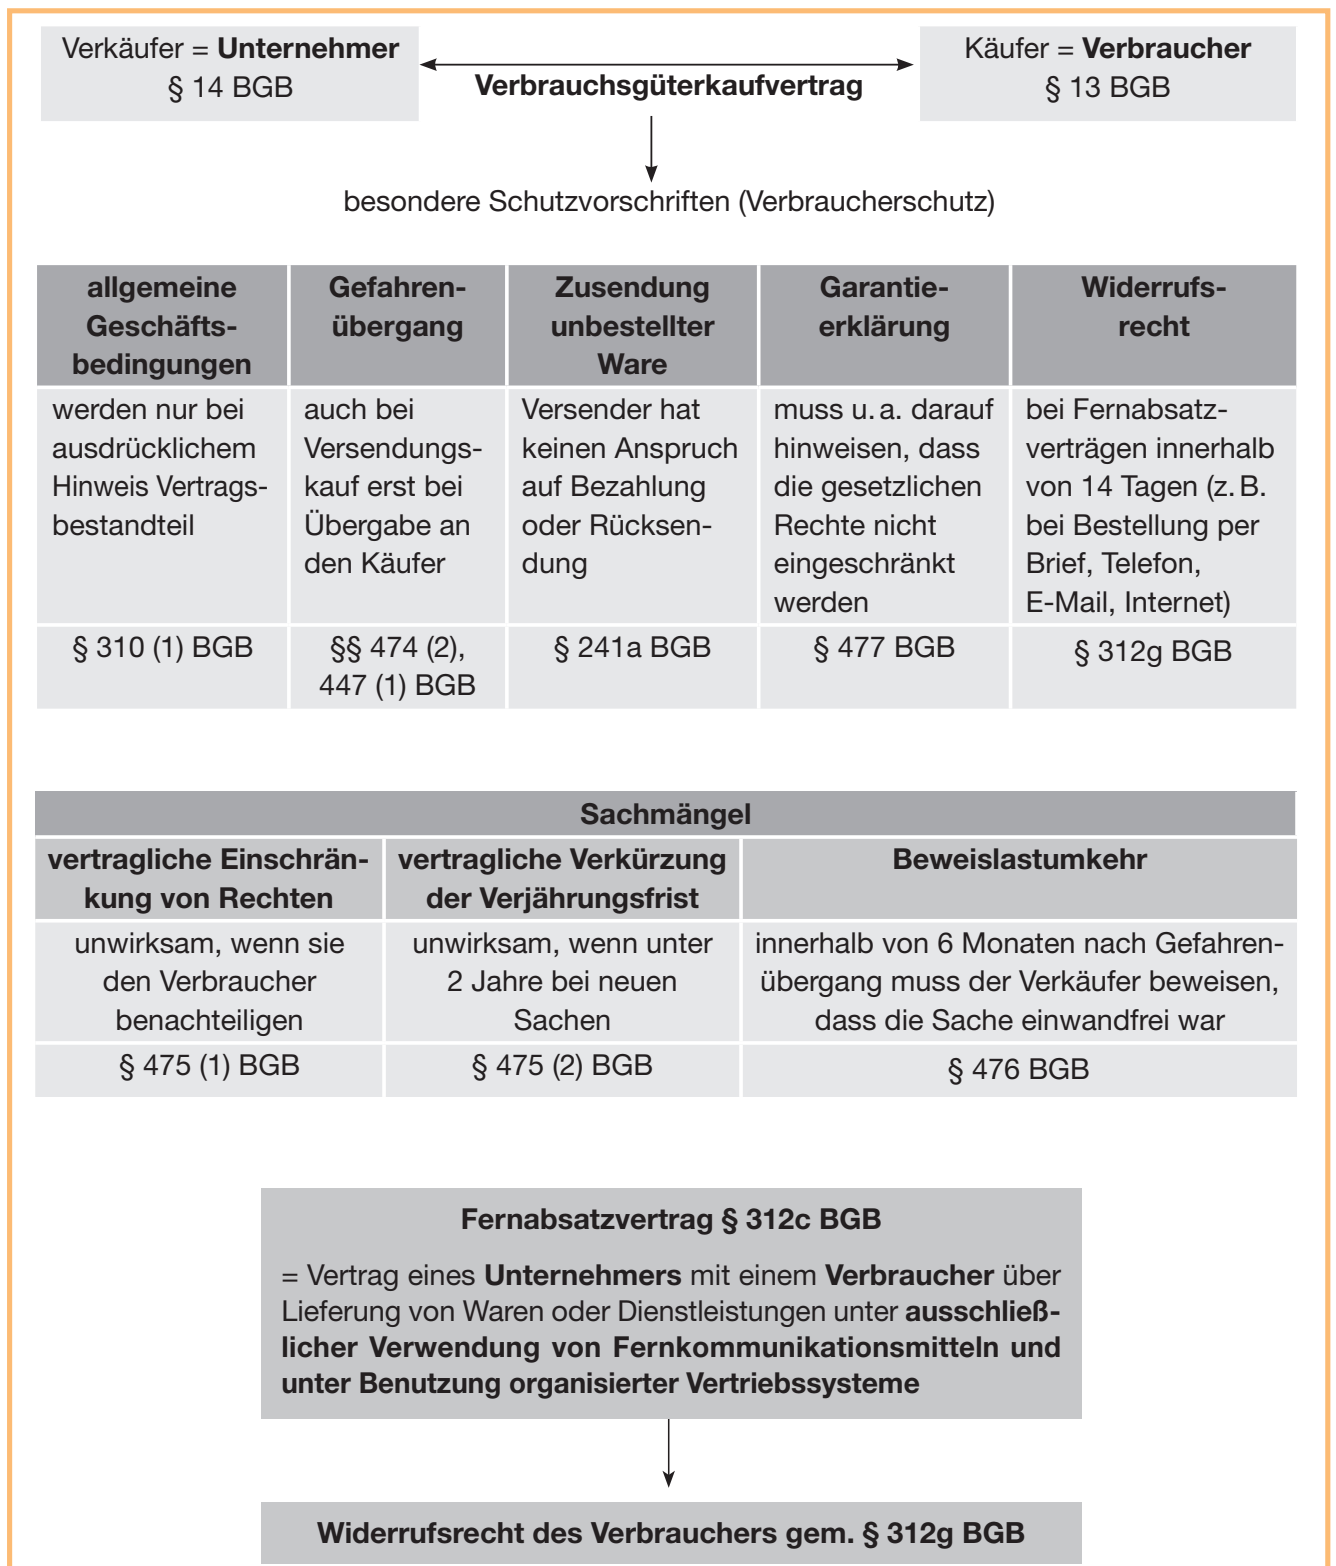 Verkäufer = Unternehmer
§ 14 BGB
Verbrauchsgüterkaufvertrag
Käufer = Verbraucher
§ 13 BGB
besondere Schutzvorschriften (Verbraucherschutz)
allgemeine
Geschäfts-
bedingungen
werden nur bei
ausdrücklichem
Hinweis Vertrags-
bestandteil
§ 310 (1) BGB
Gefahren-
übergang
auch bei
Versendungs-
kauf erst bei
Übergabe an
den Käufer
§§ 474 (2),
447 (1) BGB
Zusendung
unbestellter
Ware
Versender hat
keinen Anspruch
auf Bezahlung
oder Rücksen-
dung
§ 241a BGB
Garantie-
erklärung
muss u. a. darauf
hinweisen, dass
die gesetzlichen
Rechte nicht
eingeschränkt
werden
§ 477 BGB
Widerrufs-
recht
bei Fernabsatz-
verträgen innerhalb
von 14 Tagen (z. B.
bei Bestellung per
Brief, Telefon,
E-Mail, Internet)
§ 312g BGB
Sachmängel
vertragliche Einschrän-
kung von Rechten
unwirksam, wenn sie
den Verbraucher
benachteiligen
§ 475 (1) BGB
vertragliche Verkürzung
der Verjährungsfrist
unwirksam, wenn unter
2 Jahre bei neuen
Sachen
§ 475 (2) BGB
Beweislastumkehr
innerhalb von 6 Monaten nach Gefahren-
übergang muss der Verkäufer beweisen,
dass die Sache einwandfrei war
§ 476 BGB
Fernabsatzvertrag § 312c BGB
= Vertrag eines Unternehmers mit einem Verbraucher über
Lieferung von Waren oder Dienstleistungen unter ausschließ-
licher Verwendung von Fernkommunikationsmitteln und
unter Benutzung organisierter Vertriebssysteme
Widerrufsrecht des Verbrauchers gem. § 312g BGB